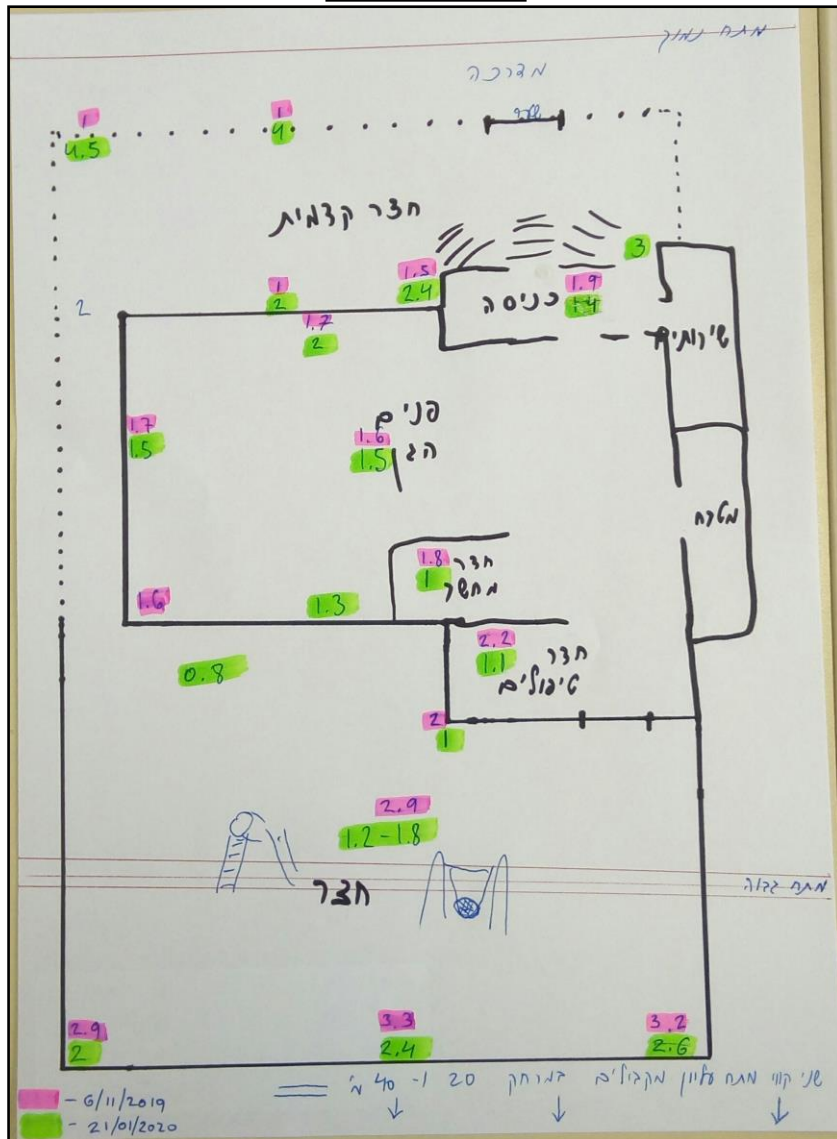 מתח נמוך
מדרכה
שער
1
4.5
1
4
חצר קדמית
3
1.5
2.4
1
2
1.9
כניסה
1.7
2
2
שירותים
פנים
הגן
1.7
1.5
1.6
1.5
מטבח
חדר
מחשב
1.8
1
1.6
1.3
2.2
1.1
חדר
טיפולים
0.8
2
1
2.9
1.2-1.8
חצר
מתח גבוה
2.9
2
3.3
2.4
3.2
2.6
שני קווי מתח עליון מקבילים במרחק 20 ו- 40 מ'
- 6/11/2019
- 21/01/2020